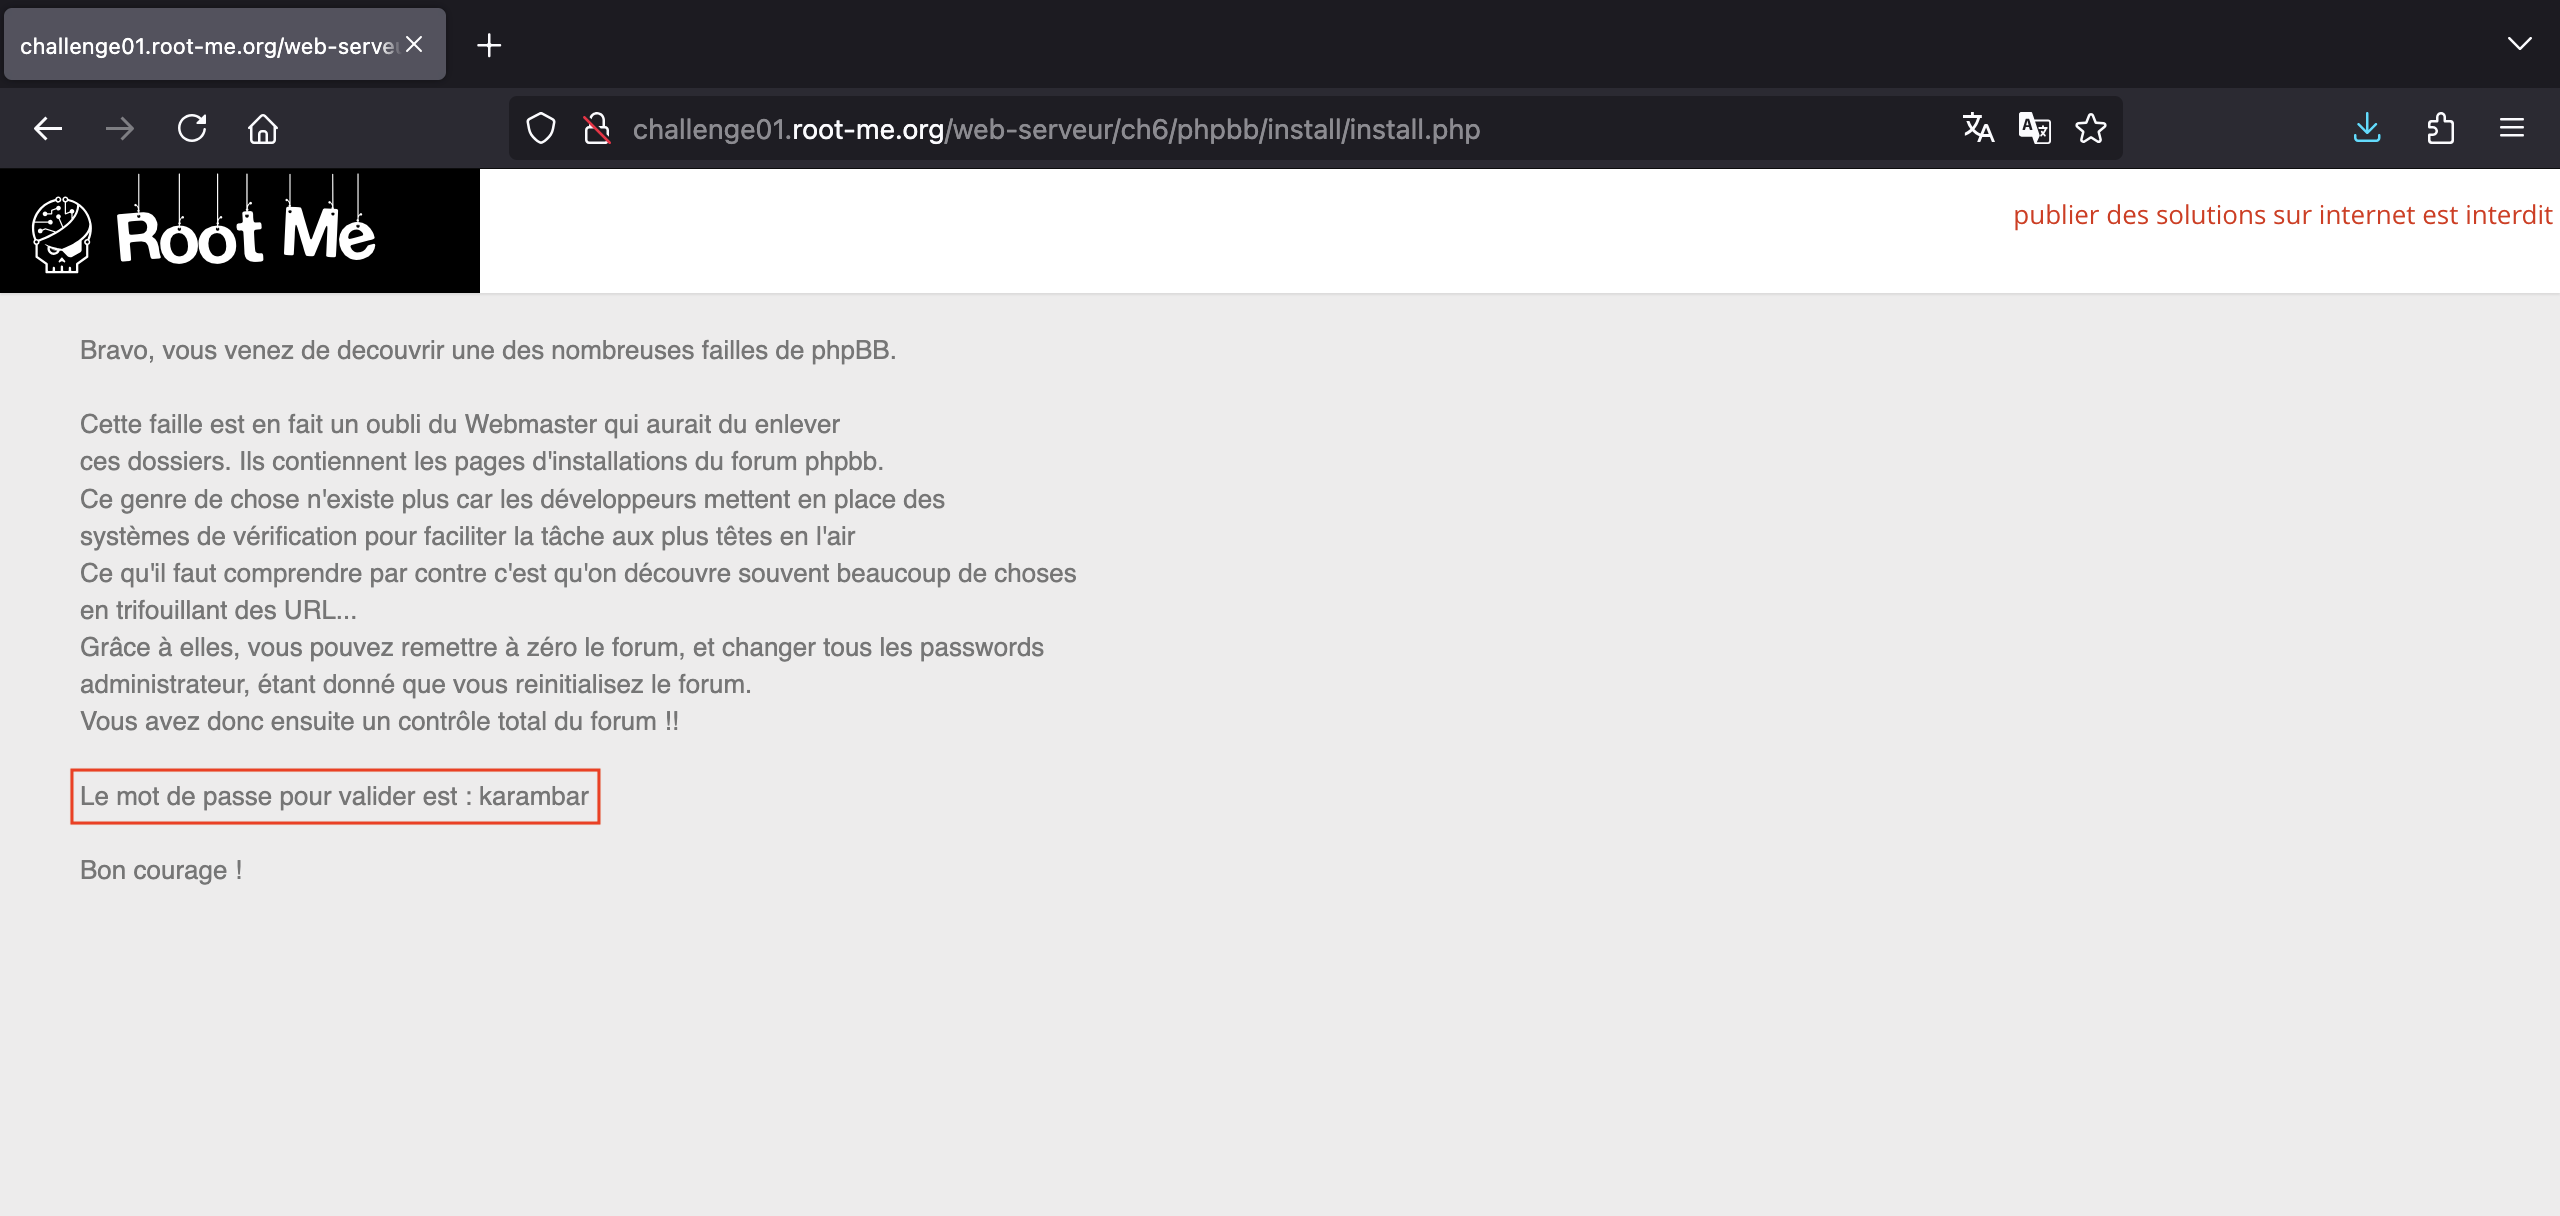 challenge01.root-me.org/web-serveu
challenge01.root-me.org/web-serveur/ch6/phpbb/install/install.php
Root Me
publier des solutions sur internet est interdit
Bravo, vous venez de decouvrir une des nombreuses failles de phpBB.
Cette faille est en fait un oubli du Webmaster qui aurait du enlever
ces dossiers. Ils contiennent les pages d'installations du forum phpbb.
Ce genre de chose n'existe plus car les développeurs mettent en place des
systèmes de vérification pour faciliter la tâche aux plus têtes en l'air
Ce qu'il faut comprendre par contre c'est qu'on découvre souvent beaucoup de choses
en trifouillant des URL...
Grâce à elles, vous pouvez remettre à zéro le forum, et changer tous les passwords
administrateur, étant donné que vous reinitialisez le forum.
Vous avez donc ensuite un contrôle total du forum !!
Le mot de passe pour valider est : karambar
Bon courage !